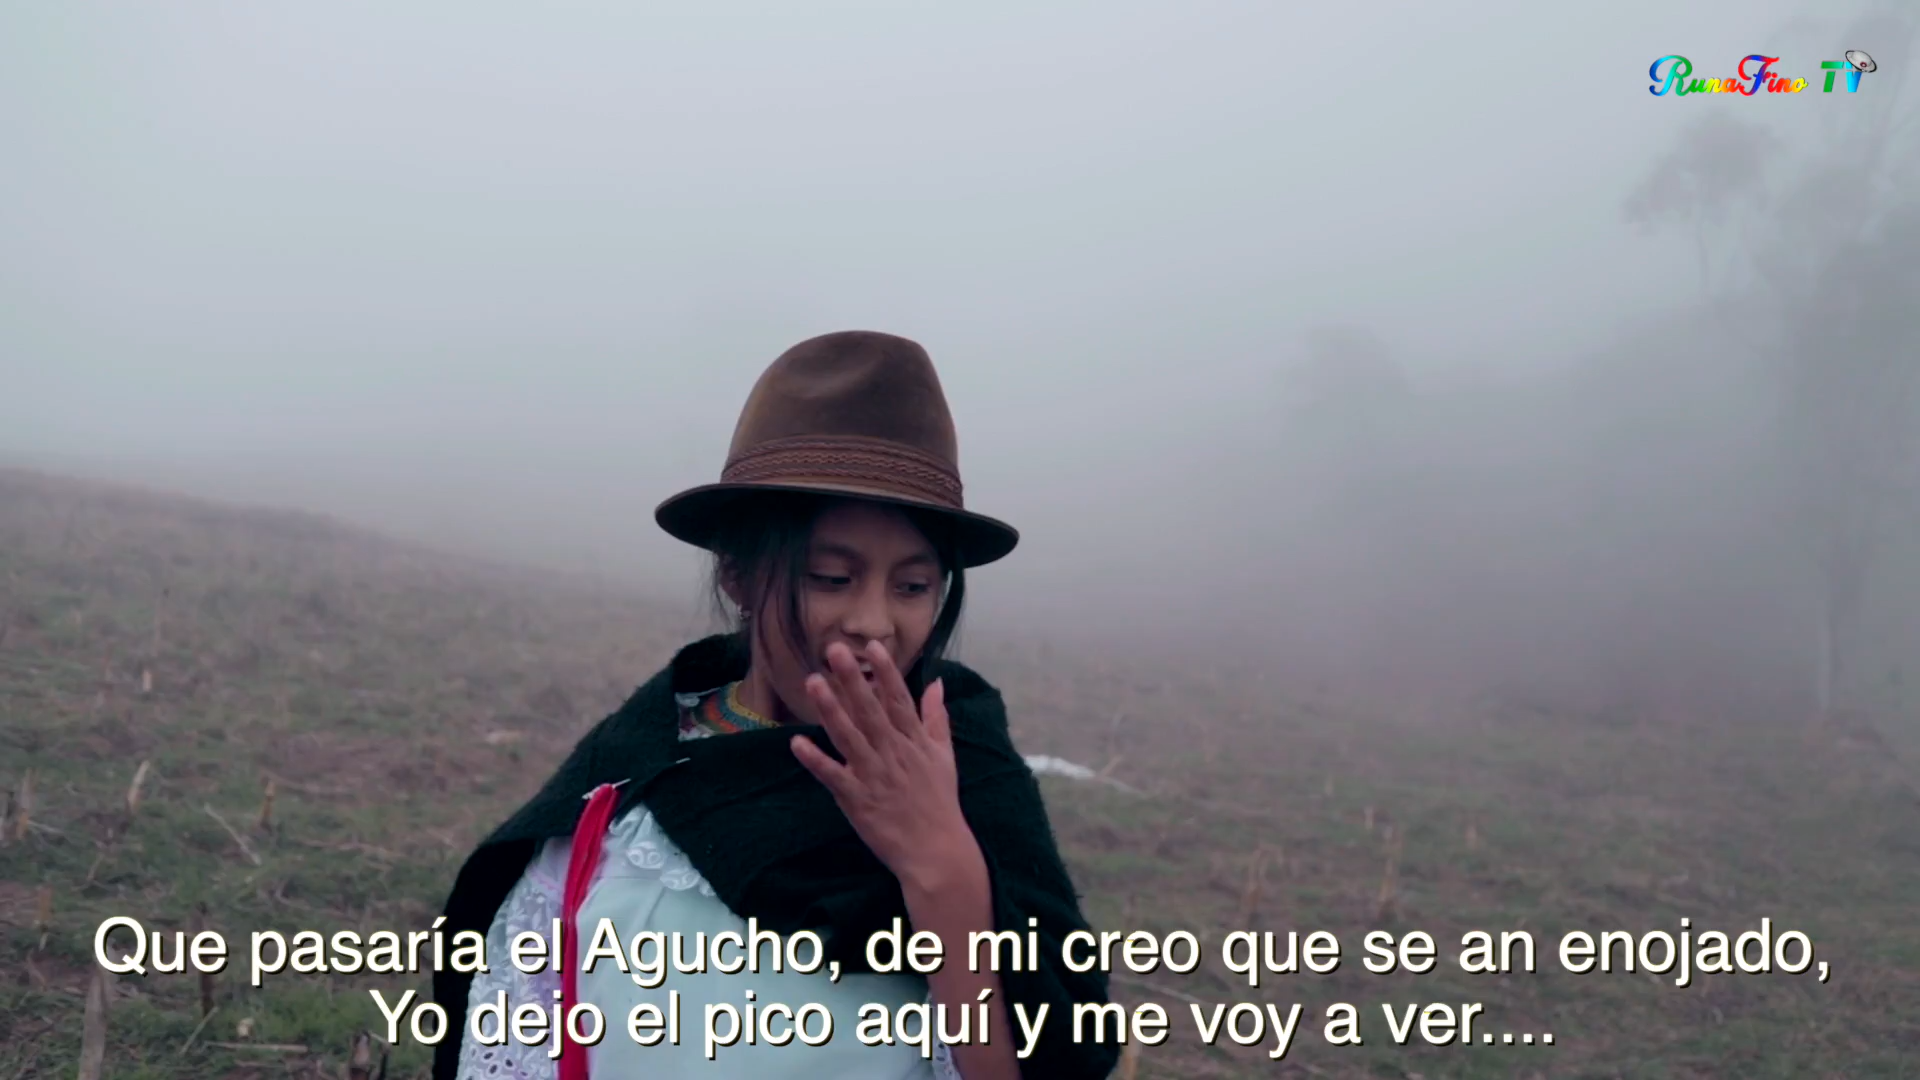 RunaFino TV
Que pasaría el Agucho, de mi creo que se an enojado,
Yo dejo el pico aquí y me voy a ver....